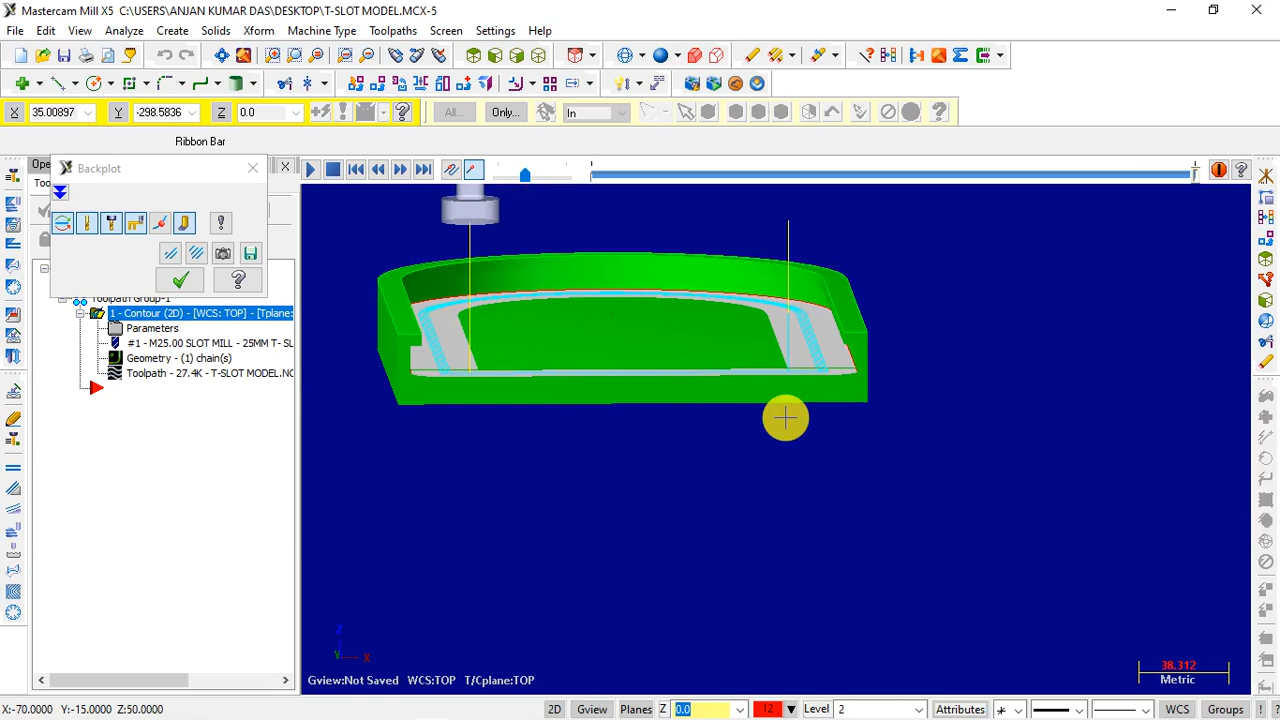 Mastercam Mill X5 C:\USERS\ANJAN KUMAR DAS\DESKTOP\T-SLOT MODEL.MCX-5
File Edit View Analyze Create Solids Xform Machine Type Toolpaths Screen Settings Help
X 35.00897 Y -298.5836 Z 0.0 All... Only... In
Ribbon Bar
Backplot
Toolpath Group-1
1 - Contour (2D) - [WCS: TOP] - [Tplane:
Parameters
#1 - M25.00 SLOT MILL - 25MM T- SL
Geometry - (1) chain(s)
Toolpath - 27.4K - T-SLOT MODEL.NC
Z
Y X
38.312
Metric
Gview:Not Saved WCS:TOP T/Cplane:TOP
X:-70.0000 Y:-15.0000 Z:50.0000 2D Gview Planes Z 0.0 12 Level 2 Attributes WCS Groups ! ?